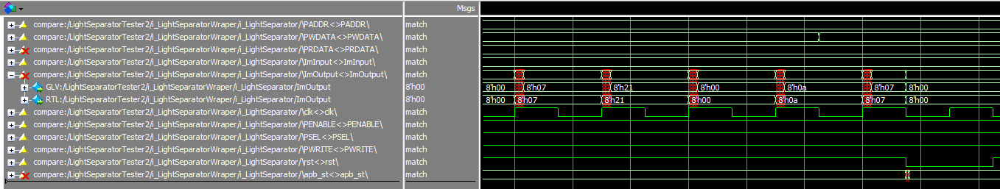 Msgs
compare:/LightSeparatorTester2/i_LightSeparatorWraper/i_LightSeparator/\PADDR<>PADDR\ match
compare:/LightSeparatorTester2/i_LightSeparatorWraper/i_LightSeparator/\PWDATA<>PWDATA\ match
compare:/LightSeparatorTester2/i_LightSeparatorWraper/i_LightSeparator/\PRDATA<>PRDATA\ match
compare:/LightSeparatorTester2/i_LightSeparatorWraper/i_LightSeparator/\ImInput<>ImInput\ match
compare:/LightSeparatorTester2/i_LightSeparatorWraper/i_LightSeparator/\ImOutput<>ImOutput\ match
GLV:/LightSeparatorTester2/i_LightSeparatorWraper/ImOutput 8'h00 8'h00 8'h07 8'h21 8'h00 8'h0a 8'h07 8'h00
RTL:/LightSeparatorTester2/i_LightSeparatorWraper/ImOutput 8'h00 8'h00 8'h07 8'h21 8'h00 8'h0a 8'h07 8'h00
compare:/LightSeparatorTester2/i_LightSeparatorWraper/i_LightSeparator/\clk<>clk\ match
compare:/LightSeparatorTester2/i_LightSeparatorWraper/i_LightSeparator/\PENABLE<>PENABLE\ match
compare:/LightSeparatorTester2/i_LightSeparatorWraper/i_LightSeparator/\PSEL<>PSEL\ match
compare:/LightSeparatorTester2/i_LightSeparatorWraper/i_LightSeparator/\PWRITE<>PWRITE\ match
compare:/LightSeparatorTester2/i_LightSeparatorWraper/i_LightSeparator/\rst<>rst\ match
compare:/LightSeparatorTester2/i_LightSeparatorWraper/i_LightSeparator/\apb_st<>apb_st\ match